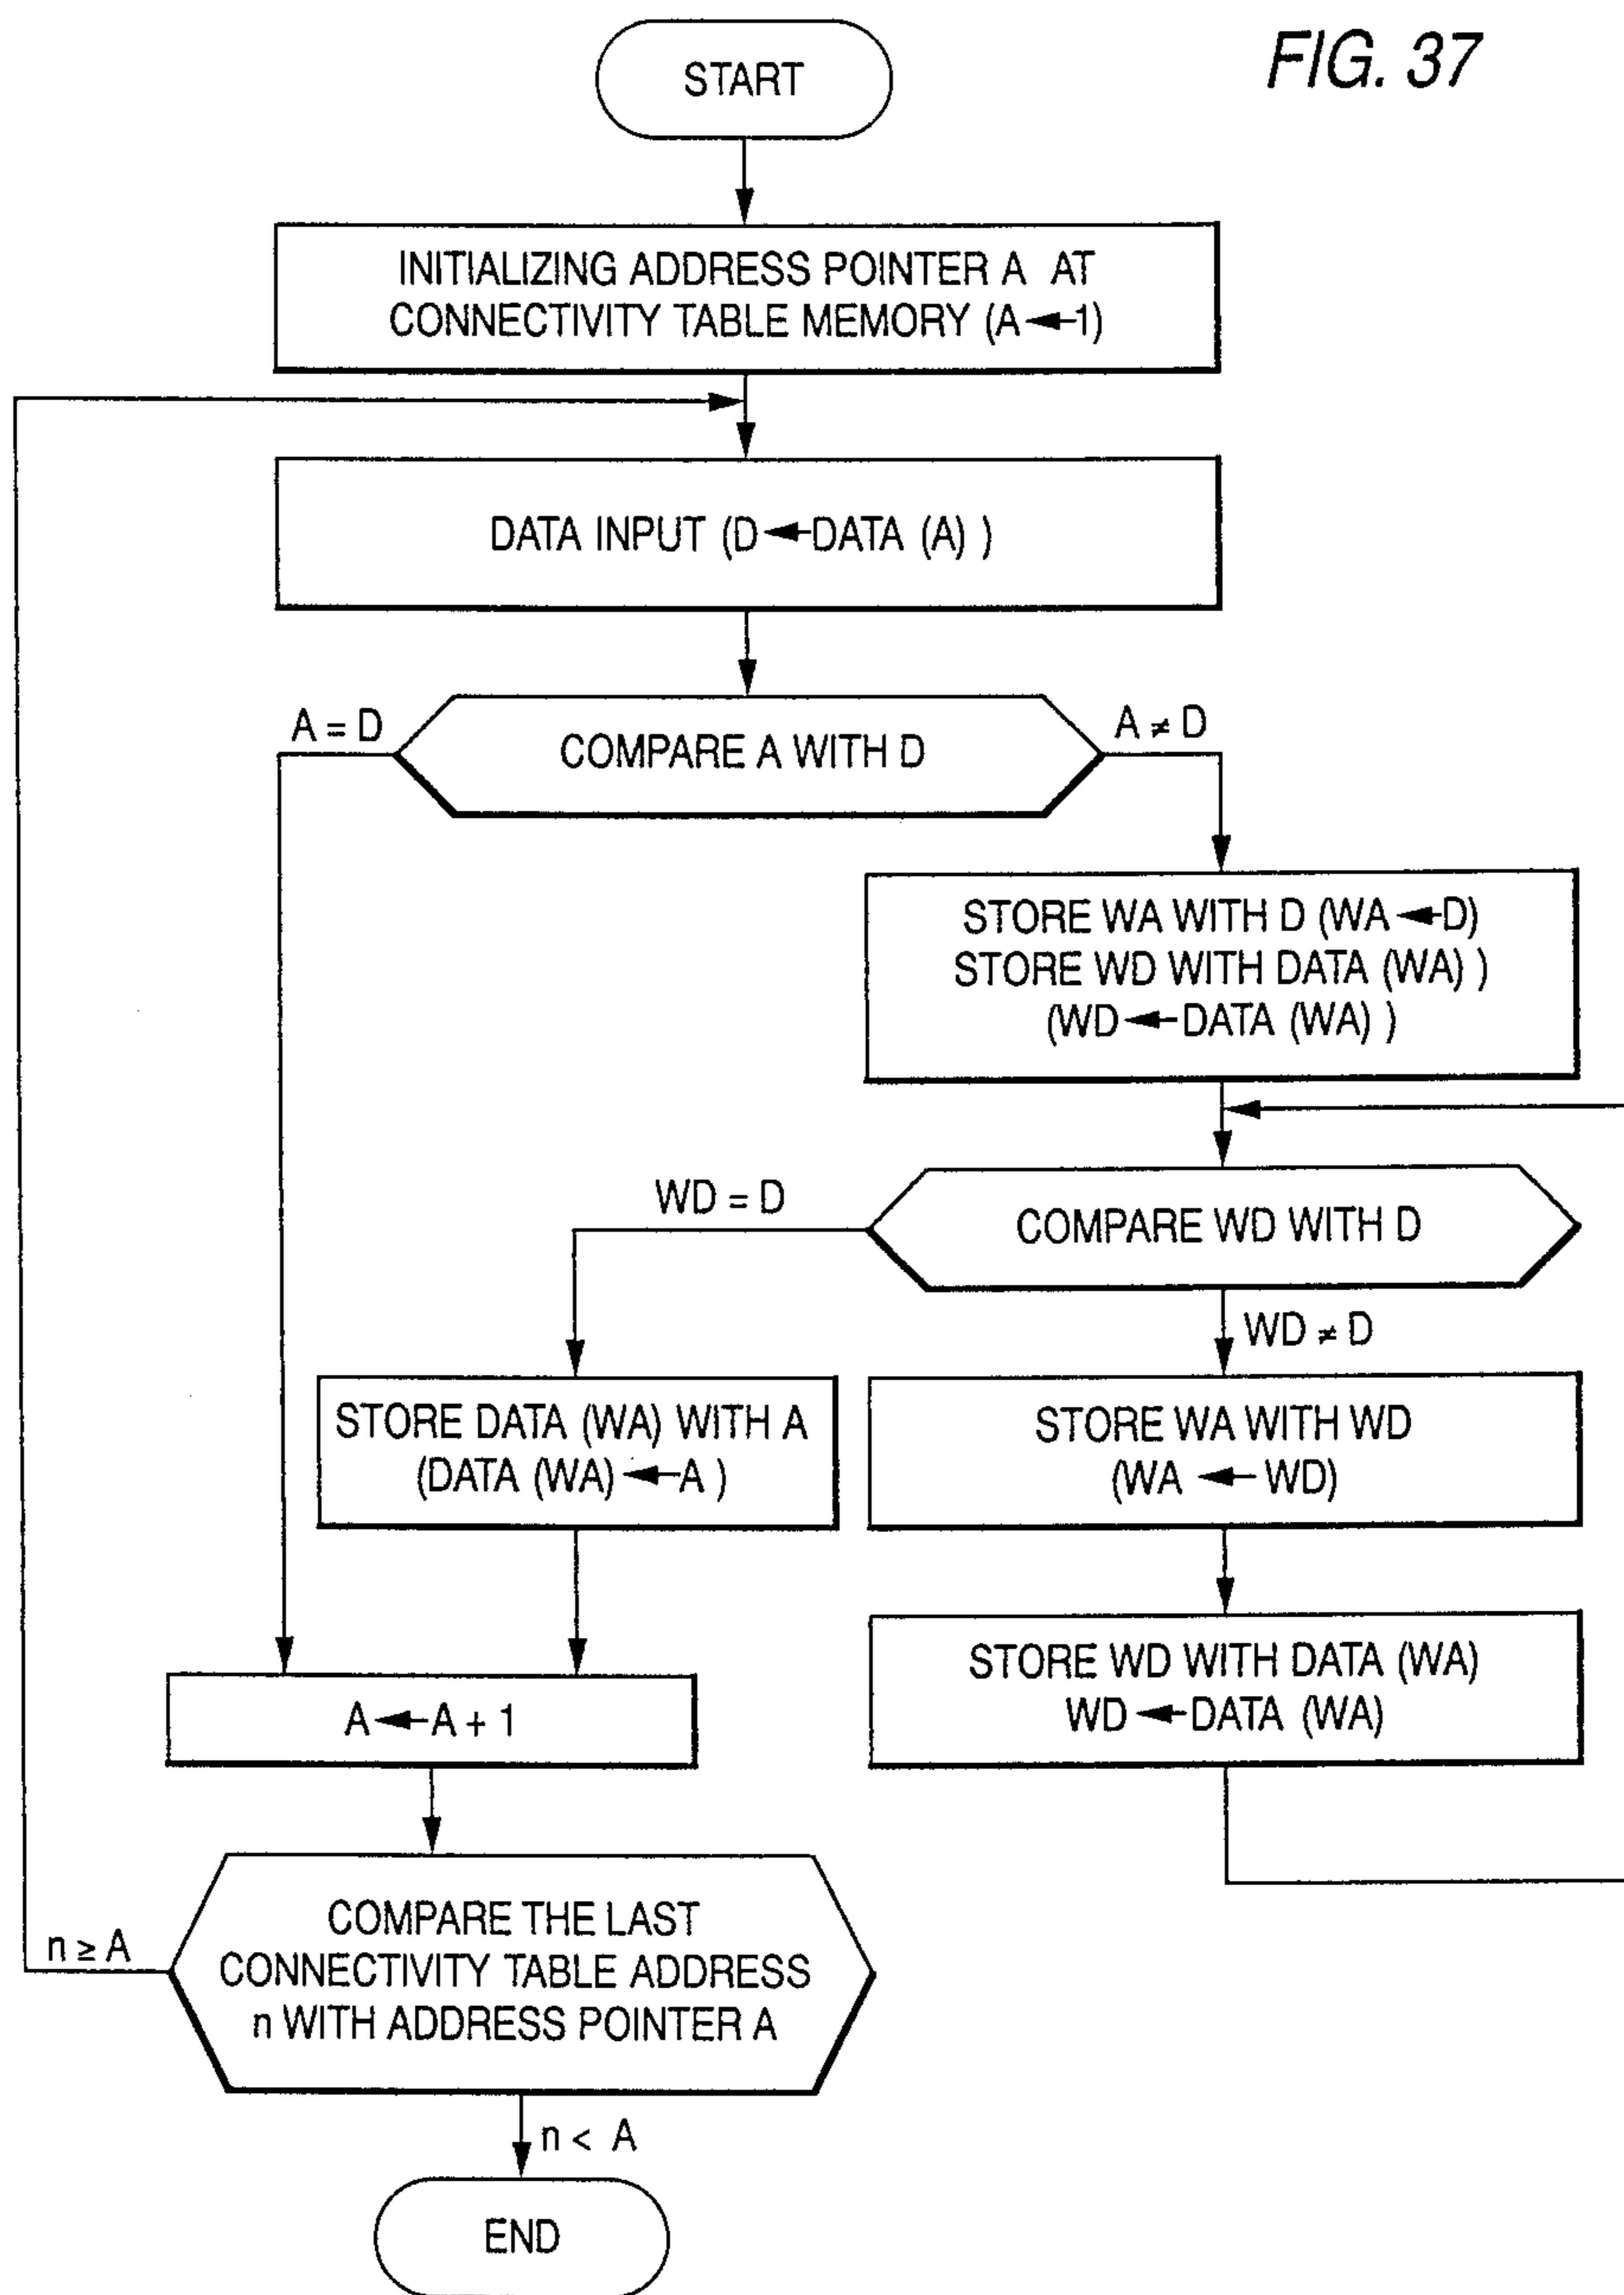 FIG. 37
START
INITIALIZING ADDRESS POINTER A AT
CONNECTIVITY TABLE MEMORY (A←1)
DATA INPUT (D←DATA (A) )
A = D
COMPARE A WITH D
A ≠ D
STORE WA WITH D (WA←D)
STORE WD WITH DATA (WA) )
(WD←DATA (WA) )
WD = D
COMPARE WD WITH D
WD ≠ D
STORE DATA (WA) WITH A
(DATA (WA)←A )
STORE WA WITH WD
(WA ← WD)
STORE WD WITH DATA (WA)
WD←DATA (WA)
A←A + 1
n ≥ A
COMPARE THE LAST
CONNECTIVITY TABLE ADDRESS
n WITH ADDRESS POINTER A
n < A
END